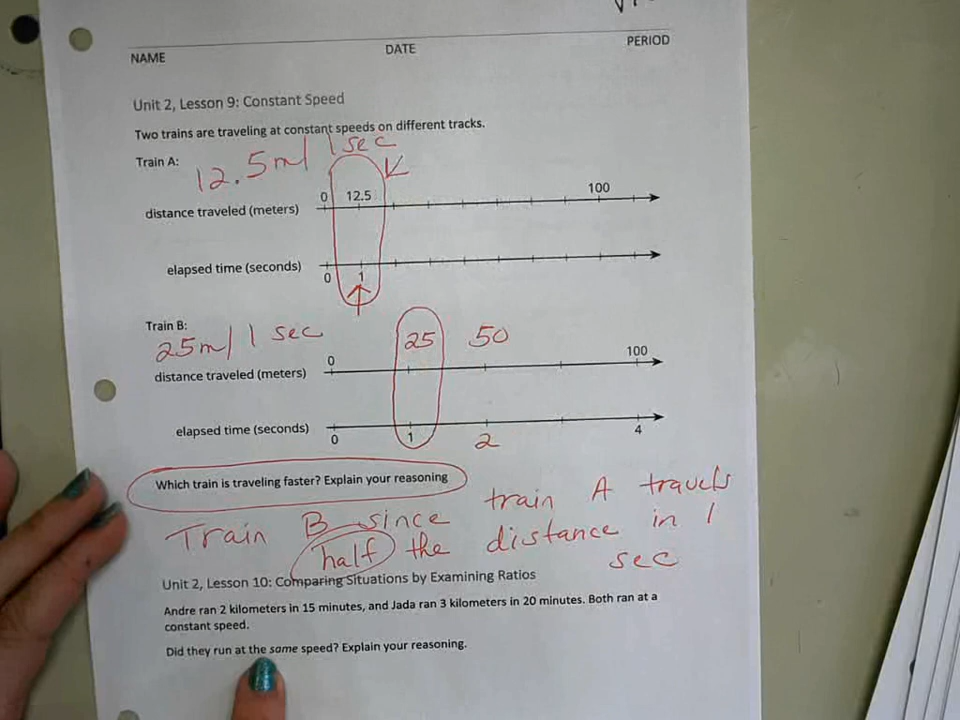 NAME DATE PERIOD
Unit 2, Lesson 9: Constant Speed
Two trains are traveling at constant speeds on different tracks.
Train A: 12.5m/ 1 sec
0 12.5 100
distance traveled (meters)
elapsed time (seconds)
0 1
Train B:
25m/ 1 sec
25 50
0 100
distance traveled (meters)
elapsed time (seconds)
0 1 2 4
Which train is traveling faster? Explain your reasoning
Train B since train A travels
half the distance in 1
sec
Unit 2, Lesson 10: Comparing Situations by Examining Ratios
Andre ran 2 kilometers in 15 minutes, and Jada ran 3 kilometers in 20 minutes. Both ran at a
constant speed.
Did they run at the same speed? Explain your reasoning.